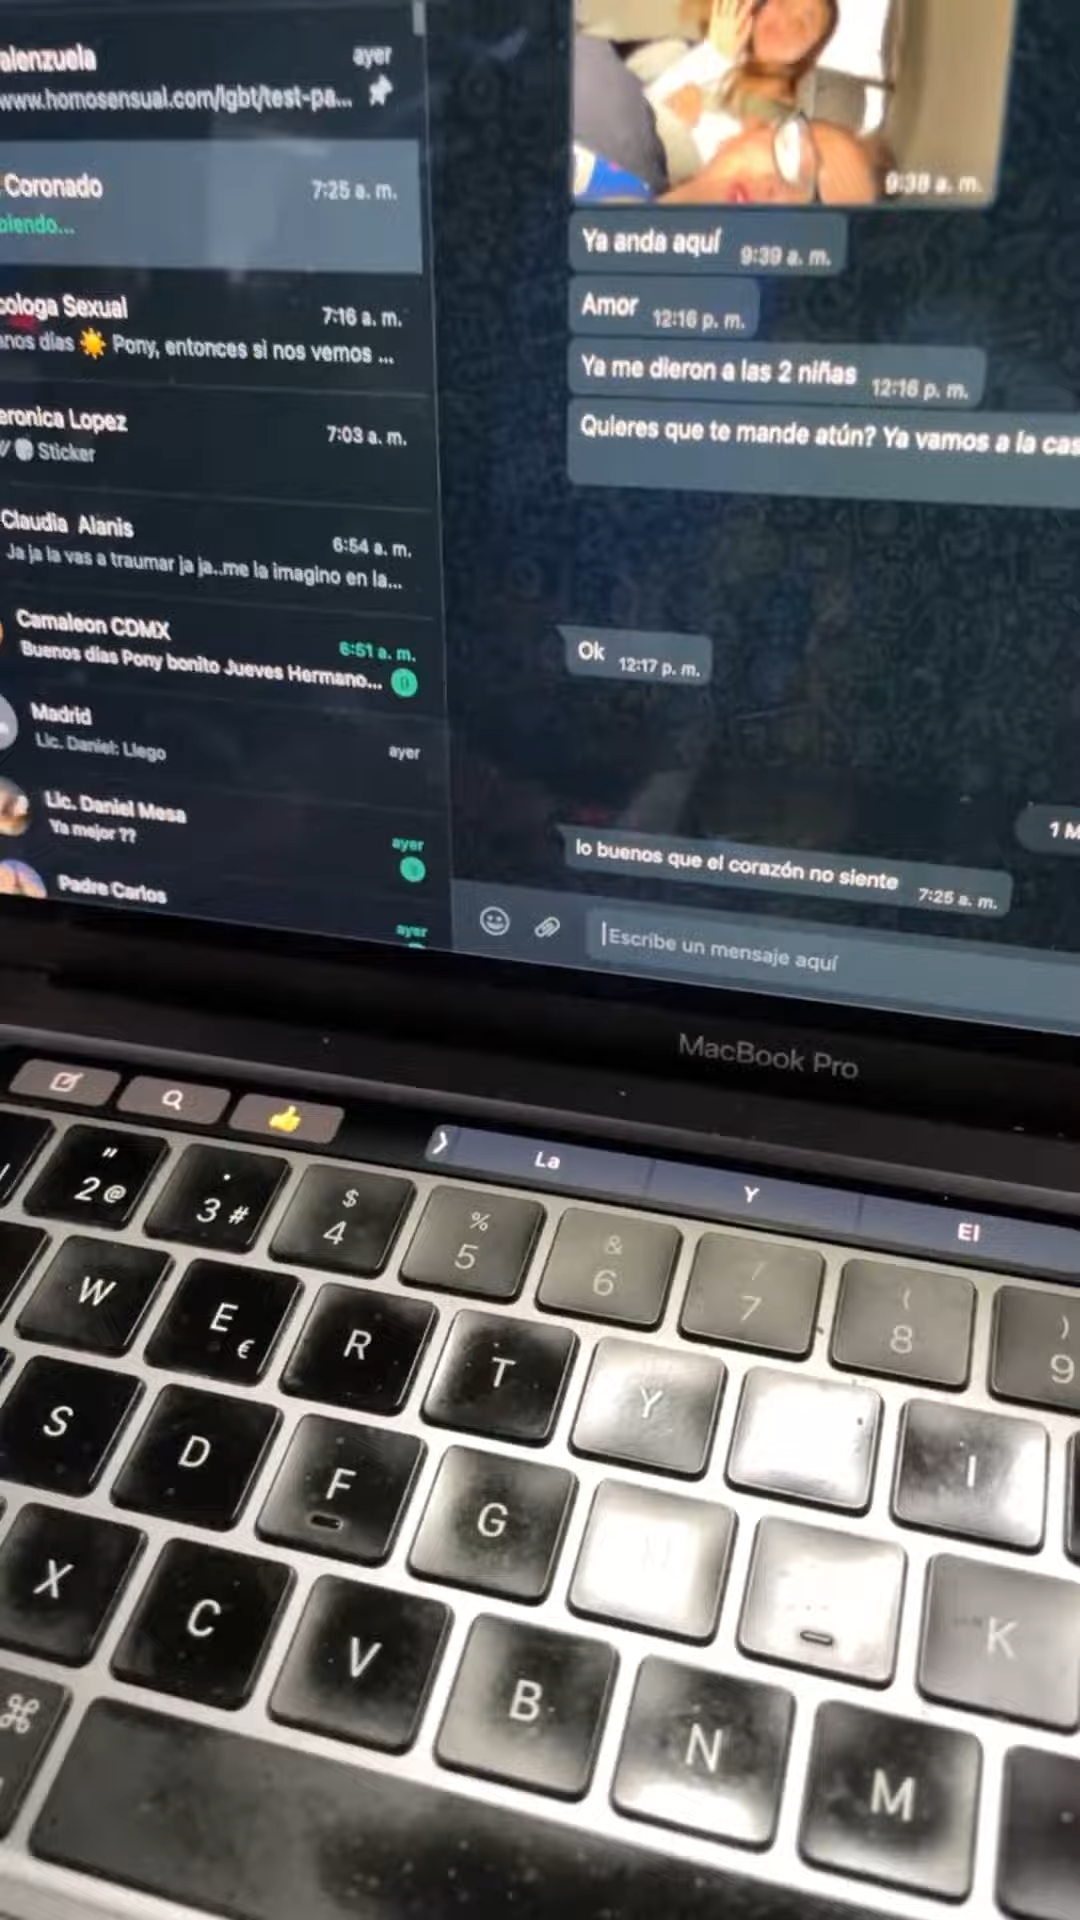 alenzuela
ayer
www.homosensual.com/lgbt/test-pa...
Coronado
7:25 a. m.
biendo...
cologa Sexual
7:16 a. m.
nos días ☀️ Pony, entonces si nos vemos ...
eronica Lopez
7:03 a. m.
Sticker
Claudia Alanis
6:54 a. m.
Ja ja la vas a traumar ja ja..me la imagino en la...
Camaleon CDMX
6:51 a. m.
Buenos días Pony bonito Jueves Hermano...
Madrid
ayer
Lic. Daniel: Llego
Lic. Daniel Mesa
ayer
Ya mejor ??
Padre Carlos
ayer
9:38 a. m.
Ya anda aquí 9:39 a. m.
Amor 12:16 p. m.
Ya me dieron a las 2 niñas 12:16 p. m.
Quieres que te mande atún? Ya vamos a la cas
Ok 12:17 p. m.
1 M
lo buenos que el corazón no siente 7:25 a. m.
Escribe un mensaje aquí
MacBook Pro
👍 La Y El
" $ % & / ( )
2 @ 3 # 4 5 6 7 8 9
W E € R T Y I
S D F G K
X C V B N M
⌘